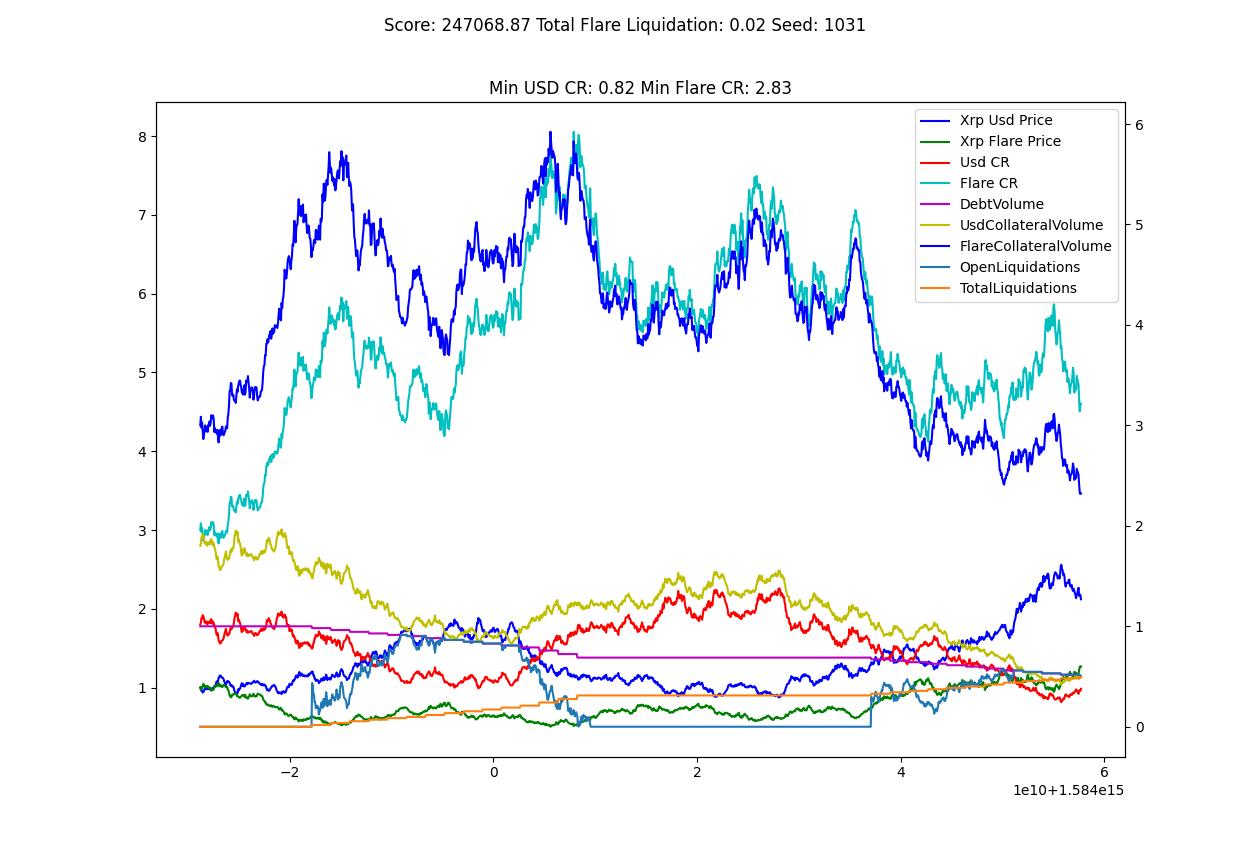 Score: 247068.87 Total Flare Liquidation: 0.02 Seed: 1031
Min USD CR: 0.82 Min Flare CR: 2.83
Xrp Usd Price
Xrp Flare Price
Usd CR
Flare CR
DebtVolume
UsdCollateralVolume
FlareCollateralVolume
OpenLiquidations
TotalLiquidations
8
7
6
5
4
3
2
1
6
5
4
3
2
1
0
−2
0
2
4
6
1e10+1.584e15